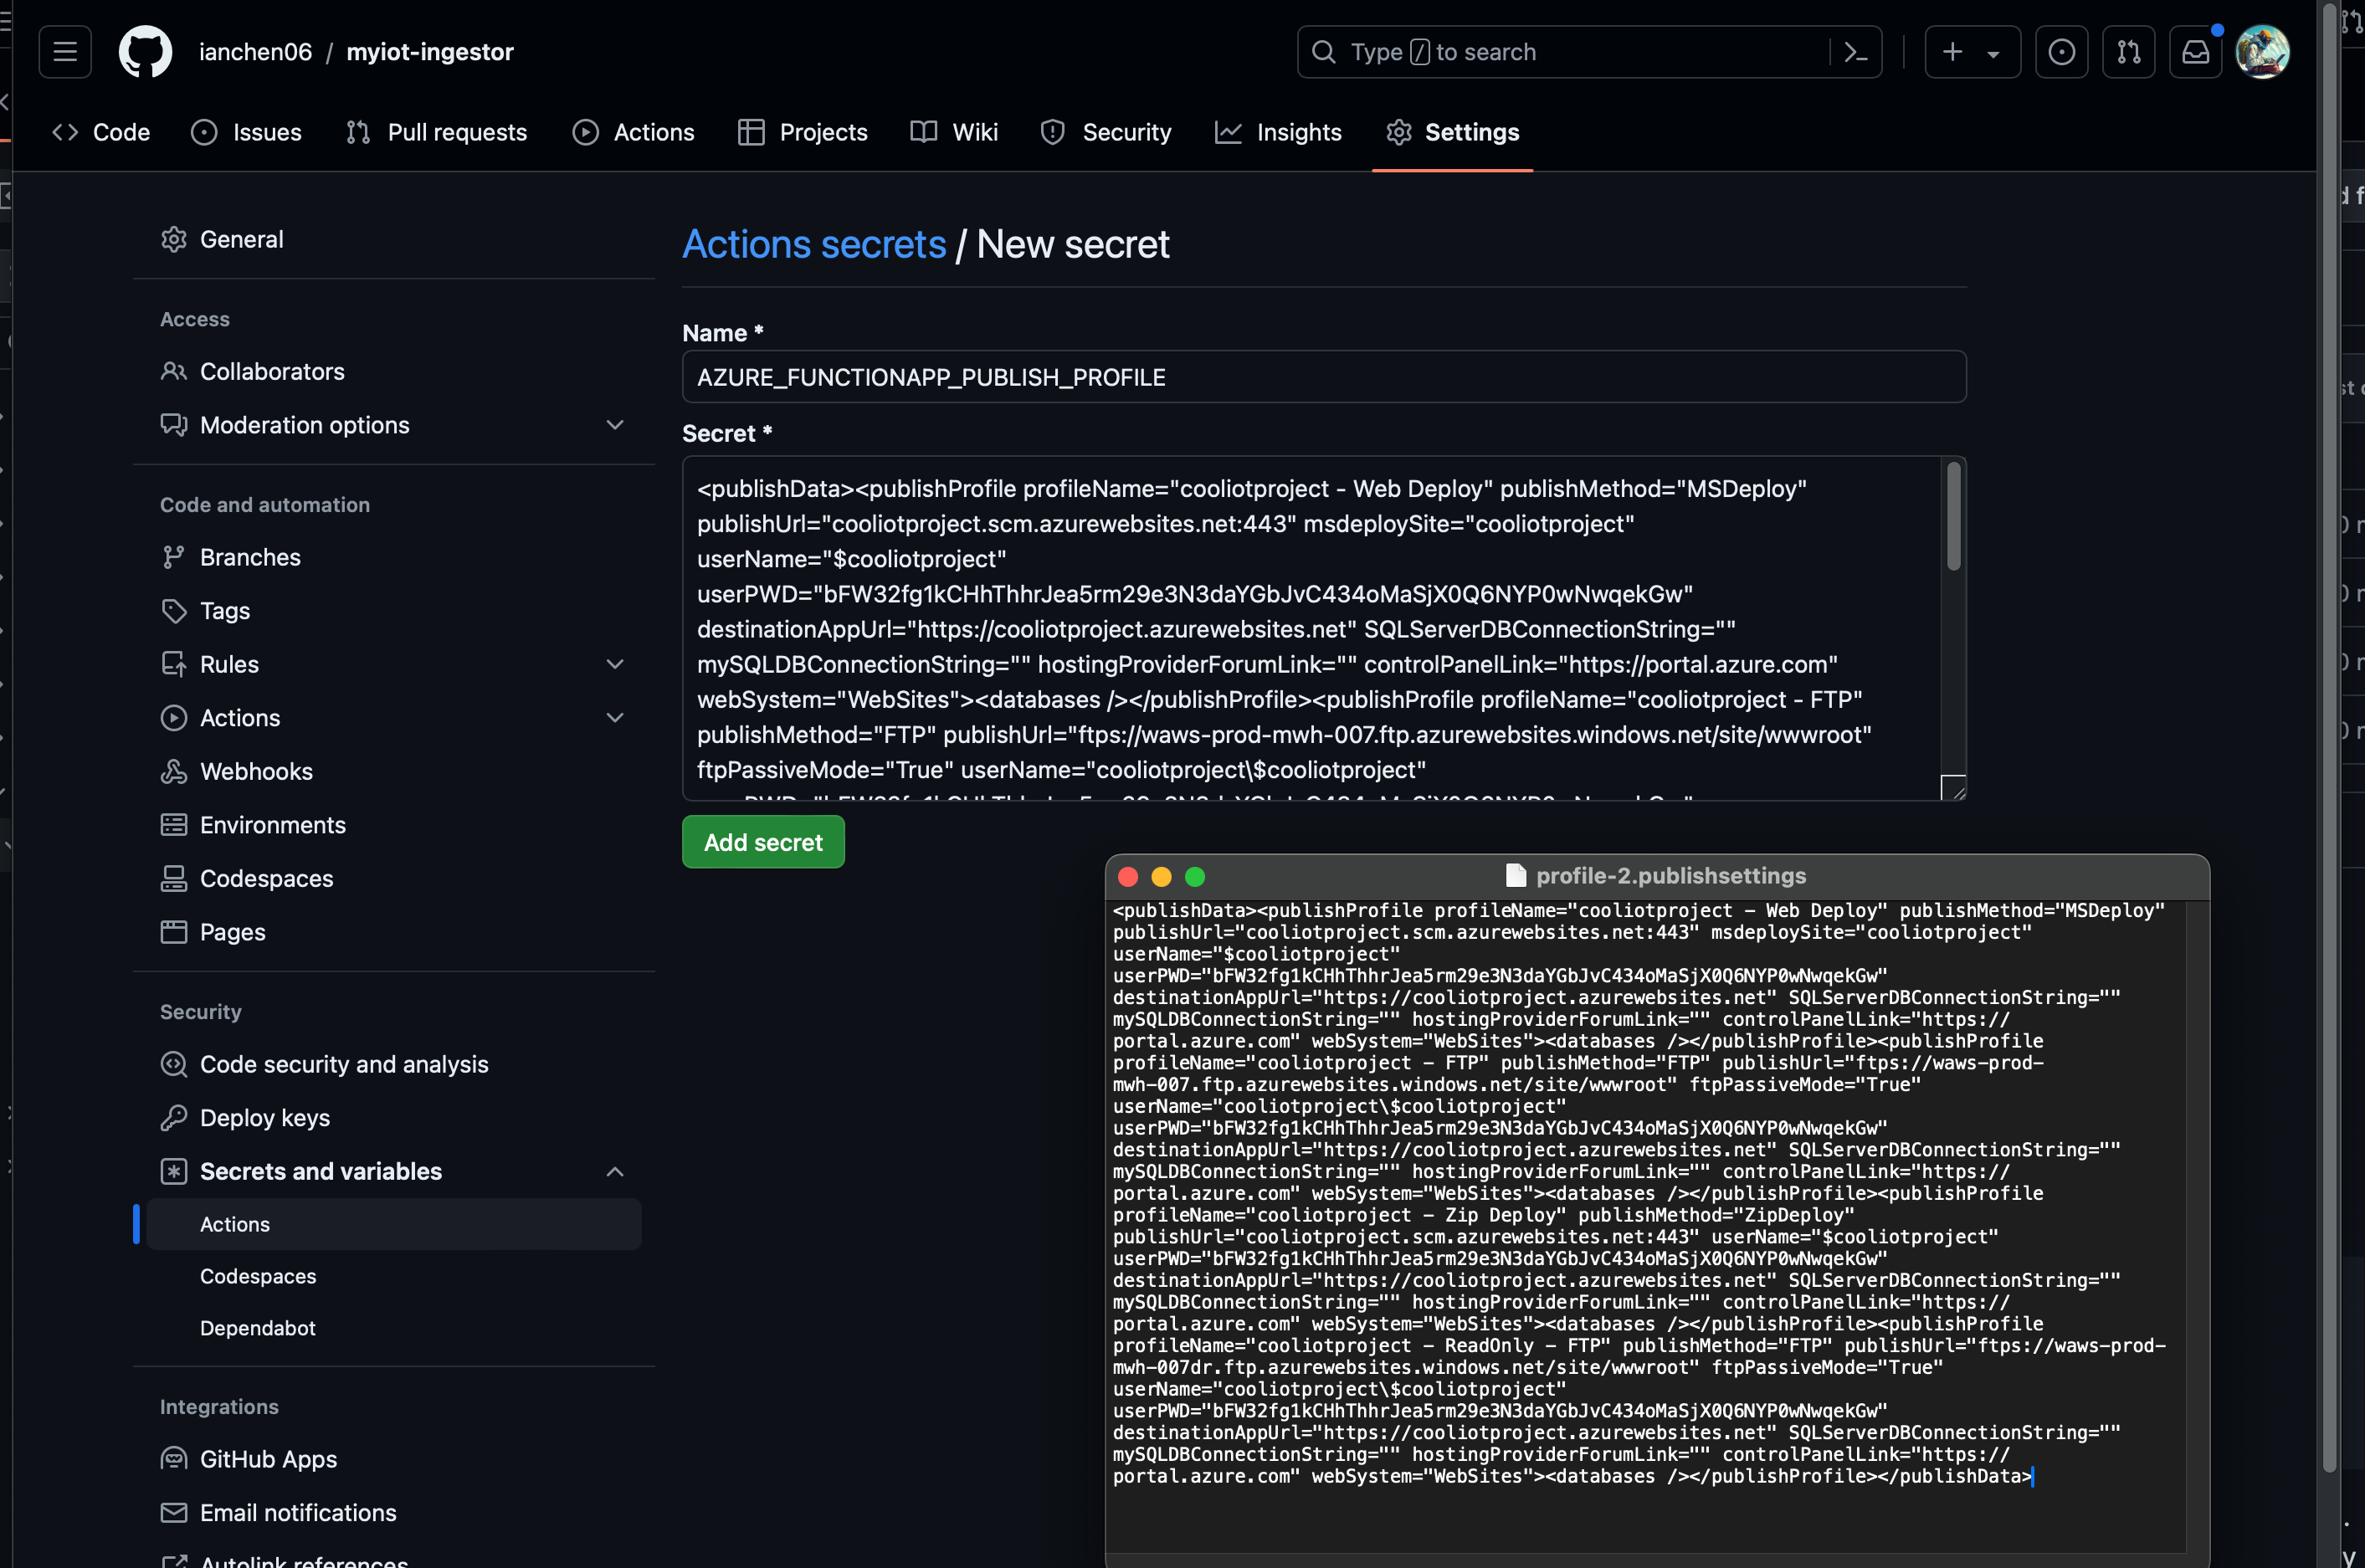 ianchen06 / myiot-ingestor
Type / to search
Code Issues Pull requests Actions Projects Wiki Security Insights Settings
General
Access
Collaborators
Moderation options
Code and automation
Branches
Tags
Rules
Actions
Webhooks
Environments
Codespaces
Pages
Security
Code security and analysis
Deploy keys
Secrets and variables
Actions
Codespaces
Dependabot
Integrations
GitHub Apps
Email notifications
Autolink references
Actions secrets / New secret
Name *
AZURE_FUNCTIONAPP_PUBLISH_PROFILE
Secret *
<publishData><publishProfile profileName="cooliotproject - Web Deploy" publishMethod="MSDeploy"
publishUrl="cooliotproject.scm.azurewebsites.net:443" msdeploySite="cooliotproject"
userName="$cooliotproject"
userPWD="bFW32fg1kCHhThhrJea5rm29e3N3daYGbJvC434oMaSjX0Q6NYP0wNwqekGw"
destinationAppUrl="https://cooliotproject.azurewebsites.net" SQLServerDBConnectionString=""
mySQLDBConnectionString="" hostingProviderForumLink="" controlPanelLink="https://portal.azure.com"
webSystem="WebSites"><databases /></publishProfile><publishProfile profileName="cooliotproject - FTP"
publishMethod="FTP" publishUrl="ftps://waws-prod-mwh-007.ftp.azurewebsites.windows.net/site/wwwroot"
ftpPassiveMode="True" userName="cooliotproject\$cooliotproject"
Add secret
profile-2.publishsettings
<publishData><publishProfile profileName="cooliotproject - Web Deploy" publishMethod="MSDeploy"
publishUrl="cooliotproject.scm.azurewebsites.net:443" msdeploySite="cooliotproject"
userName="$cooliotproject"
userPWD="bFW32fg1kCHhThhrJea5rm29e3N3daYGbJvC434oMaSjX0Q6NYP0wNwqekGw"
destinationAppUrl="https://cooliotproject.azurewebsites.net" SQLServerDBConnectionString=""
mySQLDBConnectionString="" hostingProviderForumLink="" controlPanelLink="https://
portal.azure.com" webSystem="WebSites"><databases /></publishProfile><publishProfile
profileName="cooliotproject - FTP" publishMethod="FTP" publishUrl="ftps://waws-prod-
mwh-007.ftp.azurewebsites.windows.net/site/wwwroot" ftpPassiveMode="True"
userName="cooliotproject\$cooliotproject"
userPWD="bFW32fg1kCHhThhrJea5rm29e3N3daYGbJvC434oMaSjX0Q6NYP0wNwqekGw"
destinationAppUrl="https://cooliotproject.azurewebsites.net" SQLServerDBConnectionString=""
mySQLDBConnectionString="" hostingProviderForumLink="" controlPanelLink="https://
portal.azure.com" webSystem="WebSites"><databases /></publishProfile><publishProfile
profileName="cooliotproject - Zip Deploy" publishMethod="ZipDeploy"
publishUrl="cooliotproject.scm.azurewebsites.net:443" userName="$cooliotproject"
userPWD="bFW32fg1kCHhThhrJea5rm29e3N3daYGbJvC434oMaSjX0Q6NYP0wNwqekGw"
destinationAppUrl="https://cooliotproject.azurewebsites.net" SQLServerDBConnectionString=""
mySQLDBConnectionString="" hostingProviderForumLink="" controlPanelLink="https://
portal.azure.com" webSystem="WebSites"><databases /></publishProfile><publishProfile
profileName="cooliotproject - ReadOnly - FTP" publishMethod="FTP" publishUrl="ftps://waws-prod-
mwh-007dr.ftp.azurewebsites.windows.net/site/wwwroot" ftpPassiveMode="True"
userName="cooliotproject\$cooliotproject"
userPWD="bFW32fg1kCHhThhrJea5rm29e3N3daYGbJvC434oMaSjX0Q6NYP0wNwqekGw"
destinationAppUrl="https://cooliotproject.azurewebsites.net" SQLServerDBConnectionString=""
mySQLDBConnectionString="" hostingProviderForumLink="" controlPanelLink="https://
portal.azure.com" webSystem="WebSites"><databases /></publishProfile></publishData>